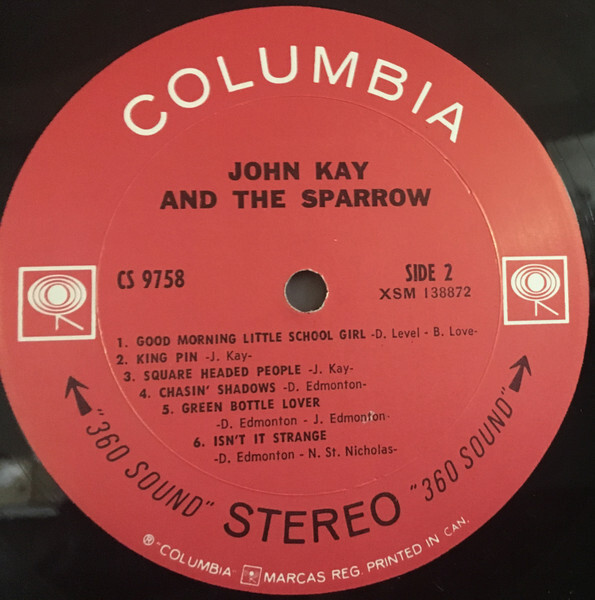 COLUMBIA
JOHN KAY
AND THE SPARROW
CS 9758
SIDE 2
XSM 138872
1. GOOD MORNING LITTLE SCHOOL GIRL -D. Level - B. Love-
2. KING PIN -J. Kay-
3. SQUARE HEADED PEOPLE -J. Kay-
4. CHASIN' SHADOWS -D. Edmonton-
5. GREEN BOTTLE LOVER
-D. Edmonton - J. Edmonton-
6. ISN'T IT STRANGE
-D. Edmonton - N. St. Nicholas-
"360 SOUND" STEREO "360 SOUND"
® "COLUMBIA" MARCAS REG. PRINTED IN CAN.